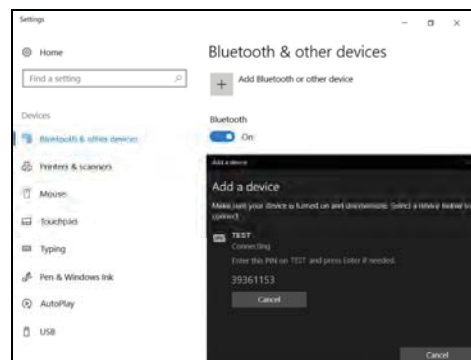 Settings
Home
Find a setting
Devices
Bluetooth & other devices
Printers & scanners
Mouse
Touchpad
Typing
Pen & Windows Ink
AutoPlay
USB
Bluetooth & other devices
Add Bluetooth or other device
Bluetooth
On
Add a device
Add a device
Make sure your device is turned on and discoverable. Select a device below to
connect.
TEST
Connecting
Enter this PIN on TEST and press Enter if needed.
39361153
Cancel
Cancel